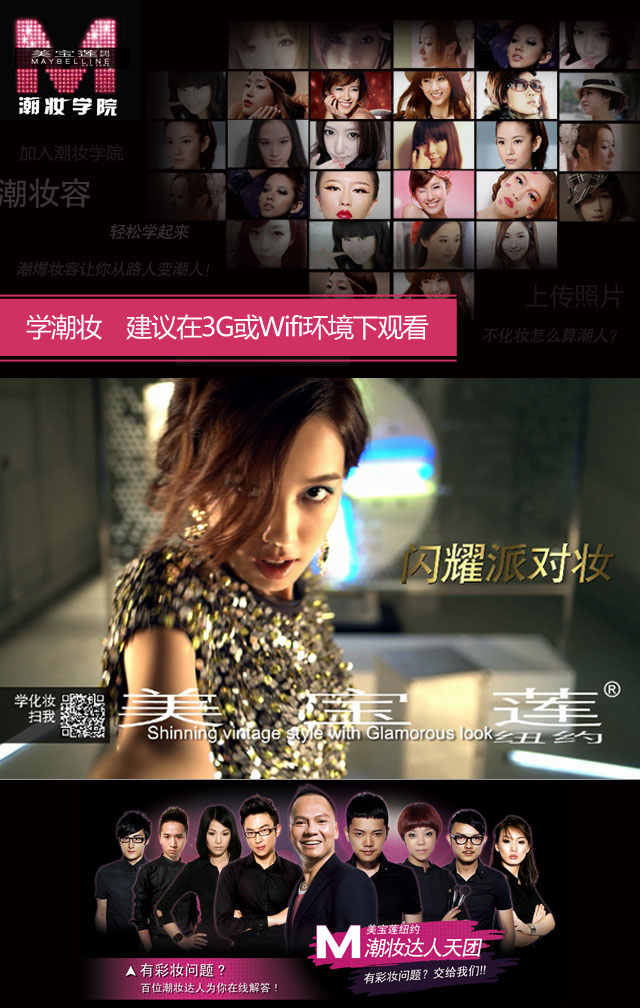 美宝莲
MAYBELLINE
潮妆学院
加入潮妆学院
潮妆容
轻松学起来
潮爆妆容让你从路人变潮人！
上传照片
不化妆怎么算潮人?
学潮妆 建议在3G或Wifi环境下观看
闪耀派对妆
学化妆
扫我
美宝莲®
纽约
Shinning vintage style with Glamorous look
美宝莲纽约
M 潮妆达人天团
有彩妆问题？交给我们!!
有彩妆问题？
百位潮妆达人为你在线解答！